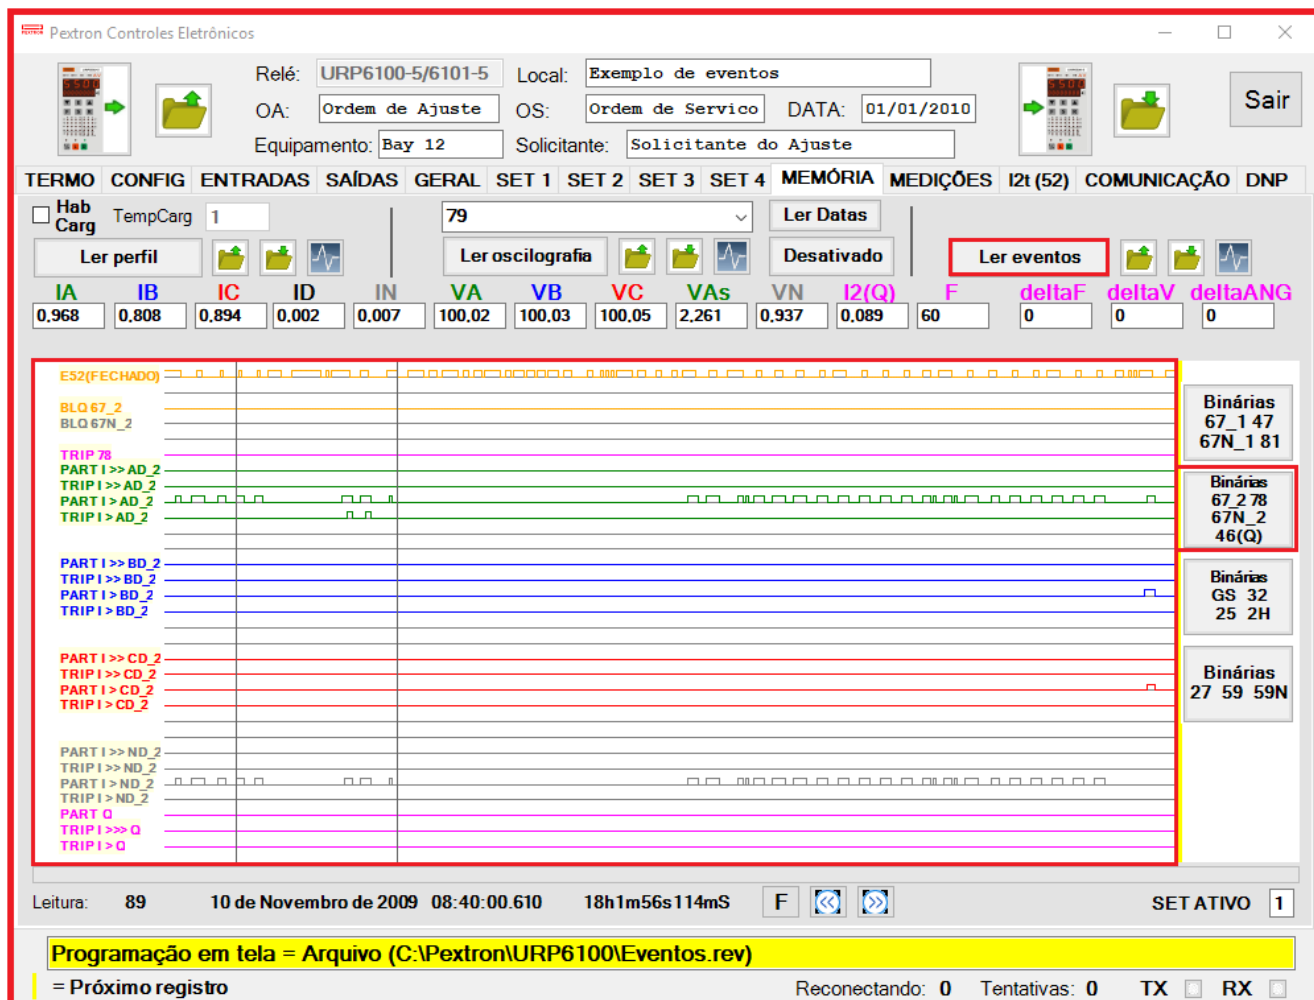 Pextron Controles Eletrônicos
Relé: URP6100-5/6101-5 Local: Exemplo de eventos
OA: Ordem de Ajuste OS: Ordem de Servico DATA: 01/01/2010
Sair
Equipamento: Bay 12 Solicitante: Solicitante do Ajuste
TERMO CONFIG ENTRADAS SAÍDAS GERAL SET 1 SET 2 SET 3 SET 4 MEMÓRIA MEDIÇÕES I2t (52) COMUNICAÇÃO DNP
Hab Carg TempCarg 1 79 Ler Datas
Ler perfil Ler oscilografia Desativado Ler eventos
IA IB IC ID IN VA VB VC VAs VN I2(Q) F deltaF deltaV deltaANG
0,968 0,808 0,894 0,002 0,007 100,02 100,03 100,05 2,261 0,937 0,089 60 0 0 0
E52(FECHADO)
BLQ 67_2
BLQ 67N_2
TRIP 78
PART I >> AD_2
TRIP I >> AD_2
PART I > AD_2
TRIP I > AD_2
PART I >> BD_2
TRIP I >> BD_2
PART I > BD_2
TRIP I > BD_2
PART I >> CD_2
TRIP I >> CD_2
PART I > CD_2
TRIP I > CD_2
PART I >> ND_2
TRIP I >> ND_2
PART I > ND_2
TRIP I > ND_2
PART Q
TRIP I >>> Q
TRIP I > Q
Binárias
67_1 47
67N_1 81
Binárias
67_2 78
67N_2
46(Q)
Binárias
GS 32
25 2H
Binárias
27 59 59N
Leitura: 89 10 de Novembro de 2009 08:40:00.610 18h1m56s114mS F SET ATIVO 1
Programação em tela = Arquivo (C:\Pextron\URP6100\Eventos.rev)
= Próximo registro Reconectando: 0 Tentativas: 0 TX RX